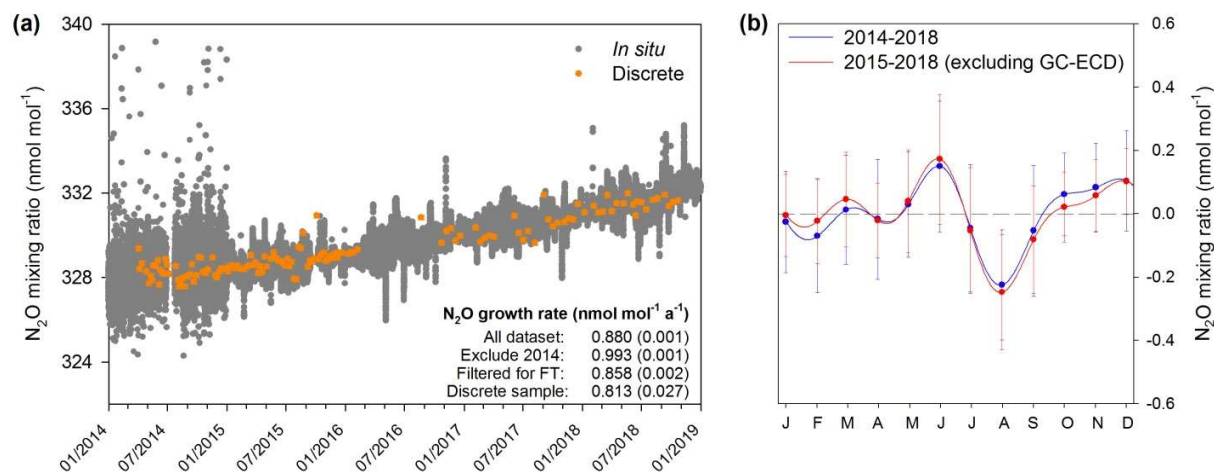 (a)
340
336
332
328
324
N₂O mixing ratio (nmol mol⁻¹)
In situ
Discrete
N₂O growth rate (nmol mol⁻¹ a⁻¹)
All dataset: 0.880 (0.001)
Exclude 2014: 0.993 (0.001)
Filtered for FT: 0.858 (0.002)
Discrete sample: 0.813 (0.027)
01/2014 07/2014 01/2015 07/2015 01/2016 07/2016 01/2017 07/2017 01/2018 07/2018 01/2019
(b)
2014-2018
2015-2018 (excluding GC-ECD)
0.6
0.4
0.2
0.0
-0.2
-0.4
-0.6
N₂O mixing ratio (nmol mol⁻¹)
J F M A M J J A S O N D